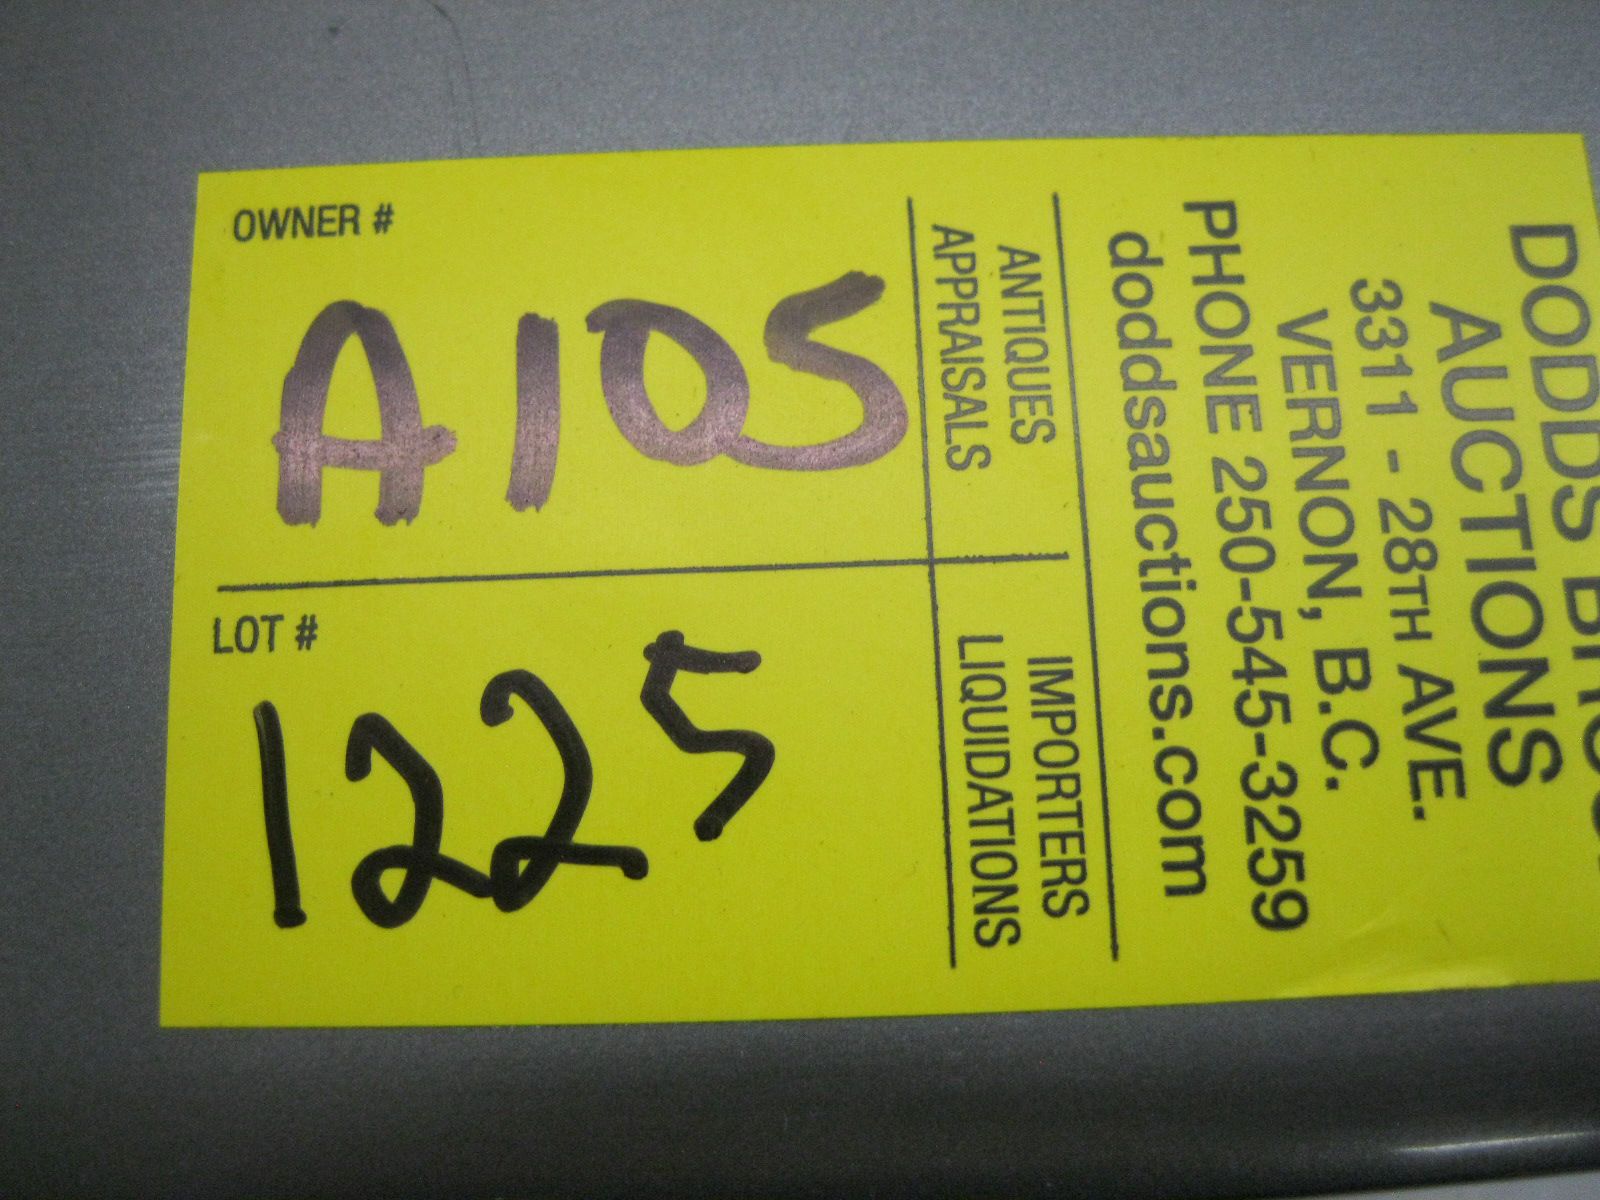 DODDS
AUCTIONS
3311 - 28TH AVE.
VERNON, B.C.
PHONE 250-545-3259
doddsauctions.com
ANTIQUES
APPRAISALS
IMPORTERS
LIQUIDATIONS
OWNER #
A105
LOT #
1225